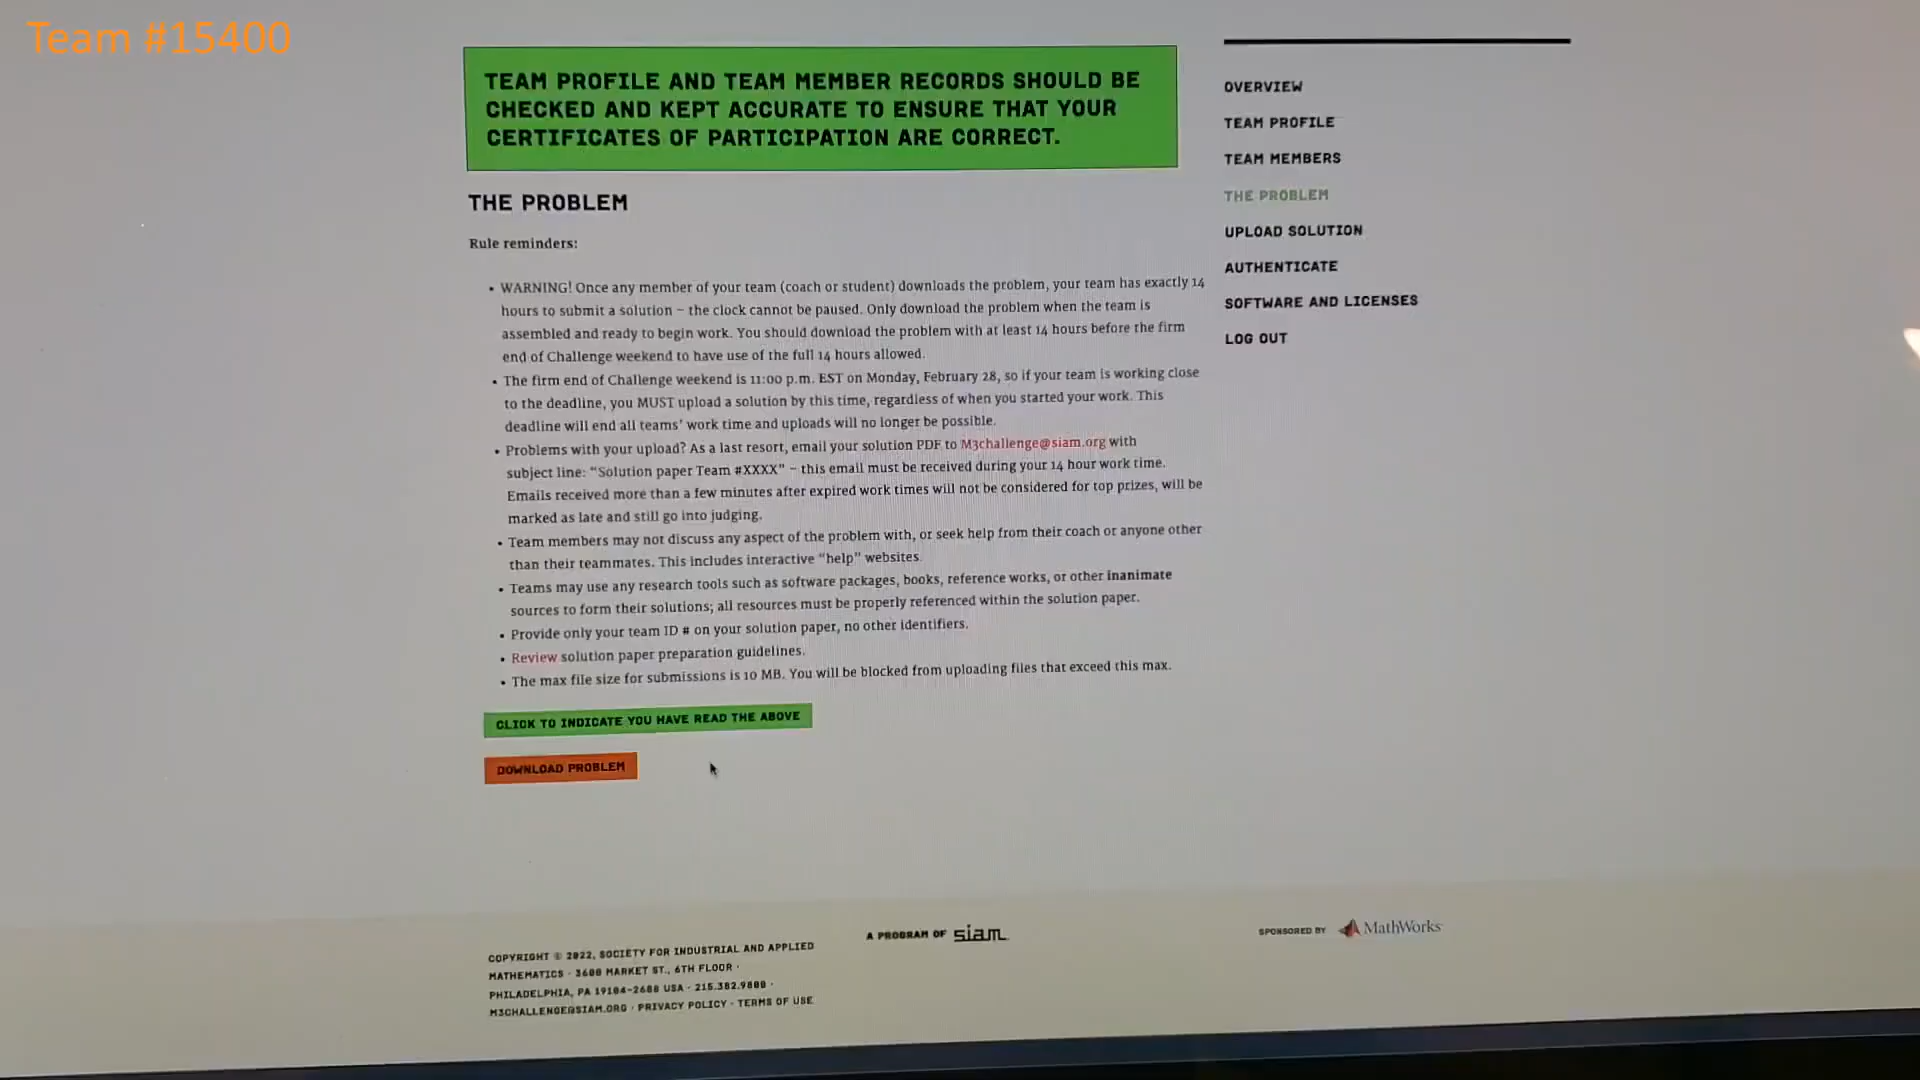 Team #15400
TEAM PROFILE AND TEAM MEMBER RECORDS SHOULD BE
CHECKED AND KEPT ACCURATE TO ENSURE THAT YOUR
CERTIFICATES OF PARTICIPATION ARE CORRECT.
THE PROBLEM
Rule reminders:
• WARNING! Once any member of your team (coach or student) downloads the problem, your team has exactly 14
hours to submit a solution – the clock cannot be paused. Only download the problem when the team is
assembled and ready to begin work. You should download the problem with at least 14 hours before the firm
end of Challenge weekend to have use of the full 14 hours allowed.
• The firm end of Challenge weekend is 11:00 p.m. EST on Monday, February 28, so if your team is working close
to the deadline, you MUST upload a solution by this time, regardless of when you started your work. This
deadline will end all teams' work time and uploads will no longer be possible.
• Problems with your upload? As a last resort, email your solution PDF to M3challenge@siam.org with
subject line: "Solution paper Team #XXXX" – this email must be received during your 14 hour work time.
Emails received more than a few minutes after expired work times will not be considered for top prizes, will be
marked as late and still go into judging.
• Team members may not discuss any aspect of the problem with, or seek help from their coach or anyone other
than their teammates. This includes interactive "help" websites.
• Teams may use any research tools such as software packages, books, reference works, or other inanimate
sources to form their solutions; all resources must be properly referenced within the solution paper.
• Provide only your team ID # on your solution paper, no other identifiers.
• Review solution paper preparation guidelines.
• The max file size for submissions is 10 MB. You will be blocked from uploading files that exceed this max.
CLICK TO INDICATE YOU HAVE READ THE ABOVE
DOWNLOAD PROBLEM
OVERVIEW
TEAM PROFILE
TEAM MEMBERS
THE PROBLEM
UPLOAD SOLUTION
AUTHENTICATE
SOFTWARE AND LICENSES
LOG OUT
COPYRIGHT © 2022, SOCIETY FOR INDUSTRIAL AND APPLIED
MATHEMATICS · 3600 MARKET ST., 6TH FLOOR ·
PHILADELPHIA, PA 19104-2688 USA · 215.382.9800 ·
M3CHALLENGE@SIAM.ORG · PRIVACY POLICY · TERMS OF USE
A PROGRAM OF siam
SPONSORED BY MathWorks